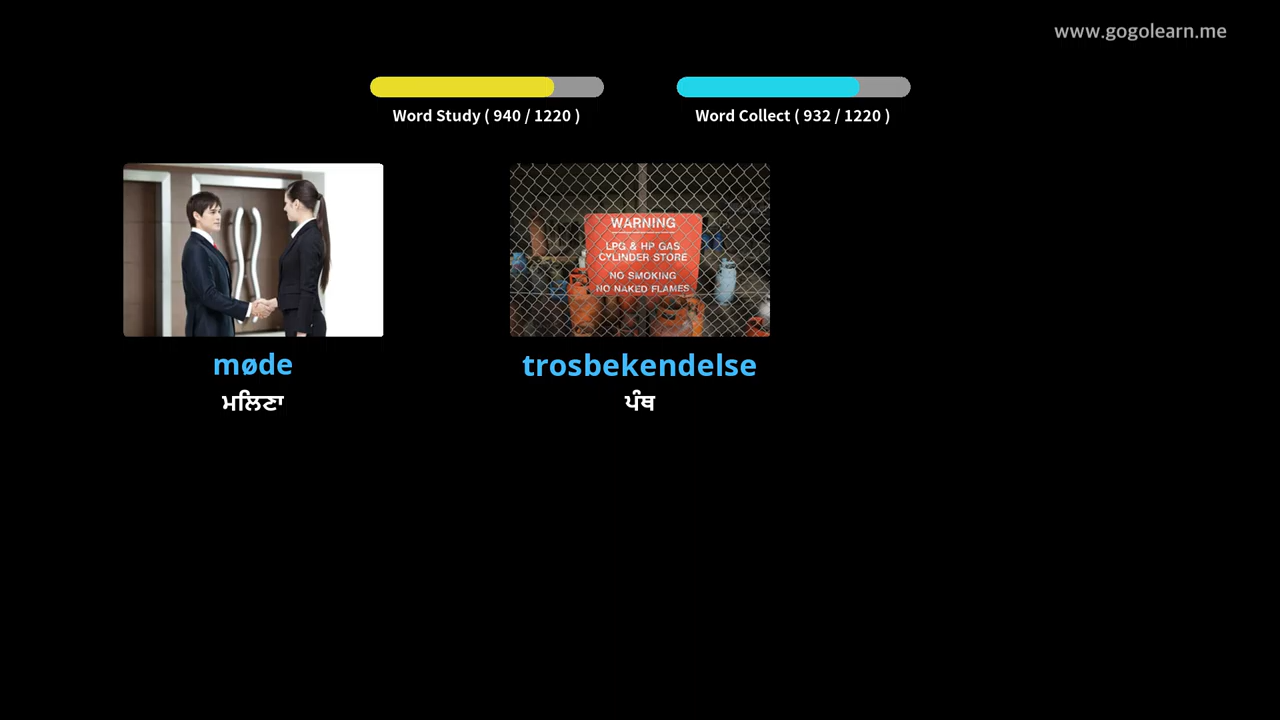 www.gogolearn.me
Word Study ( 940 / 1220 )
Word Collect ( 932 / 1220 )
WARNING
LPG & HP GAS
CYLINDER STORE
NO SMOKING
NO NAKED FLAMES
møde
trosbekendelse
ਮਲਿਣਾ
ਪੰਥ